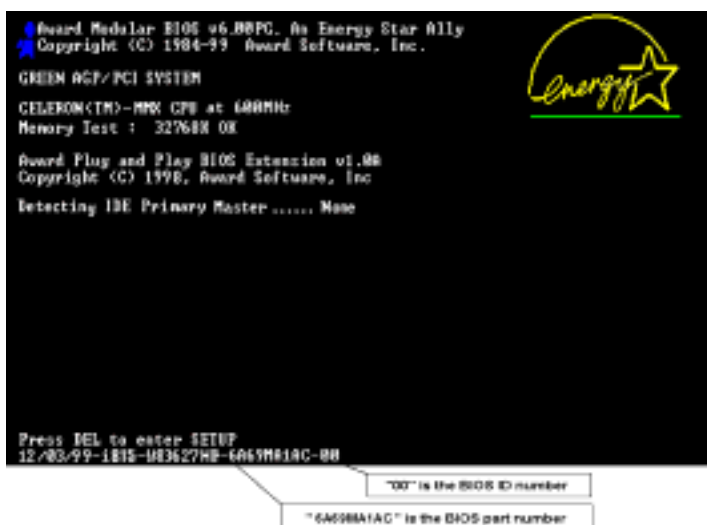 Award Modular BIOS v6.00PG, An Energy Star Ally
Copyright (C) 1984-99 Award Software, Inc.
energy
GREEN AGP/PCI SYSTEM
CELERON(TM)-MMX CPU at 600MHz
Memory Test : 32768K OK
Award Plug and Play BIOS Extension v1.0A
Copyright (C) 1998, Award Software, Inc
Detecting IDE Primary Master ...... None
Press DEL to enter SETUP
12/03/99-i815-W83627HF-6A69MA1AC-00
"00" is the BIOS ID number
"6A69MA1AC" is the BIOS part number